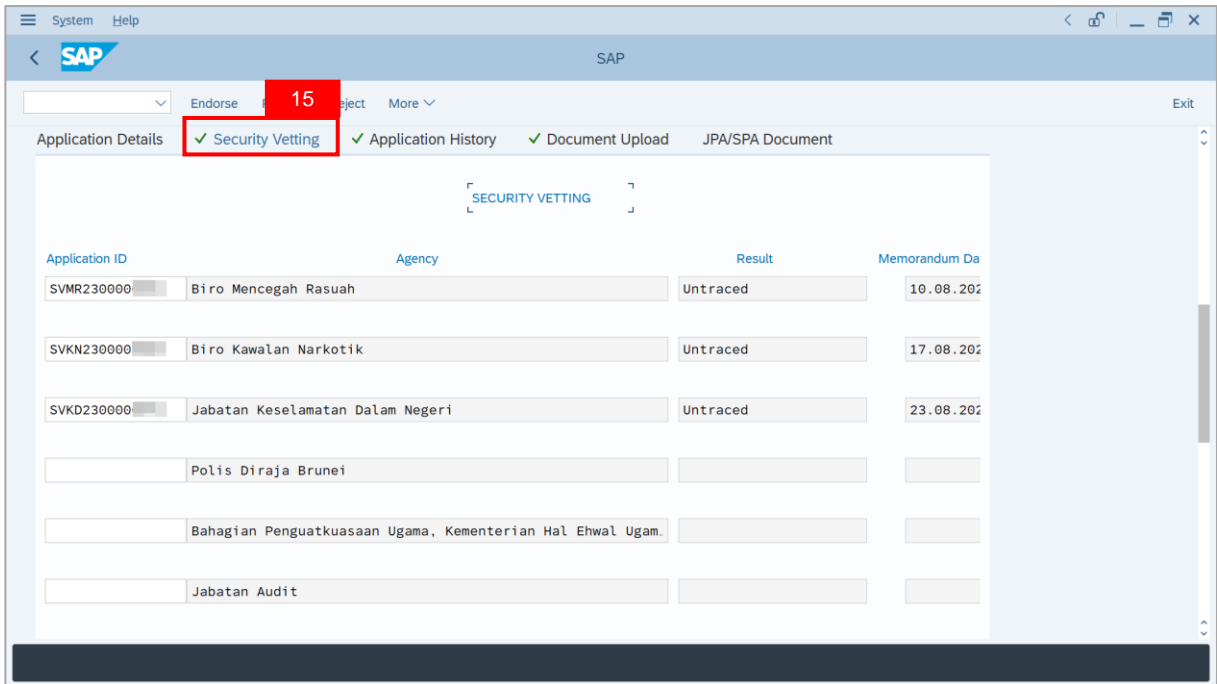 System Help
SAP
SAP
15
Endorse eject More Exit
Application Details Security Vetting Application History Document Upload JPA/SPA Document
SECURITY VETTING
Application ID Agency Result Memorandum Da
SVMR230000 Biro Mencegah Rasuah Untraced 10.08.202
SVKN230000 Biro Kawalan Narkotik Untraced 17.08.202
SVKD230000 Jabatan Keselamatan Dalam Negeri Untraced 23.08.202
Polis Diraja Brunei
Bahagian Penguatkuasaan Ugama, Kementerian Hal Ehwal Ugam.
Jabatan Audit